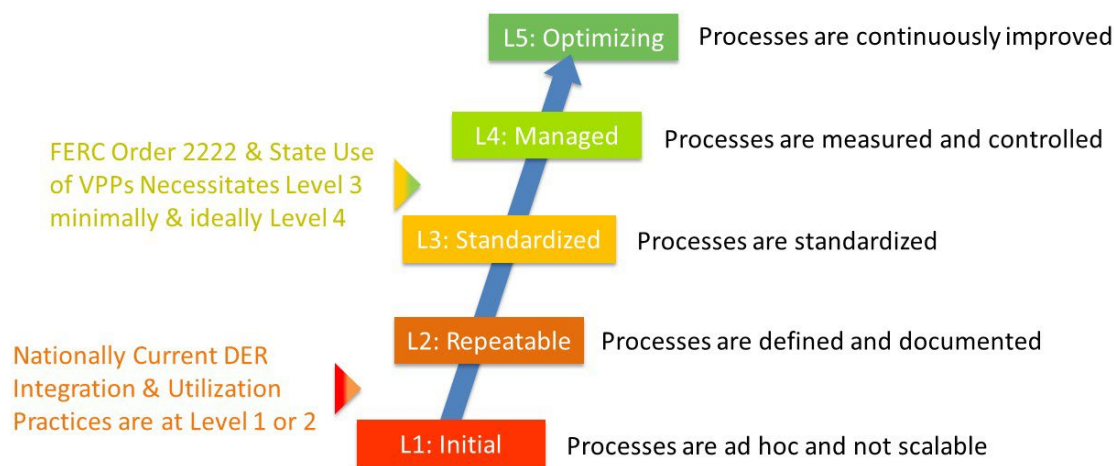 L5: Optimizing
Processes are continuously improved
L4: Managed
Processes are measured and controlled
FERC Order 2222 & State Use
of VPPs Necessitates Level 3
minimally & ideally Level 4
L3: Standardized
Processes are standardized
L2: Repeatable
Processes are defined and documented
Nationally Current DER
Integration & Utilization
Practices are at Level 1 or 2
L1: Initial
Processes are ad hoc and not scalable